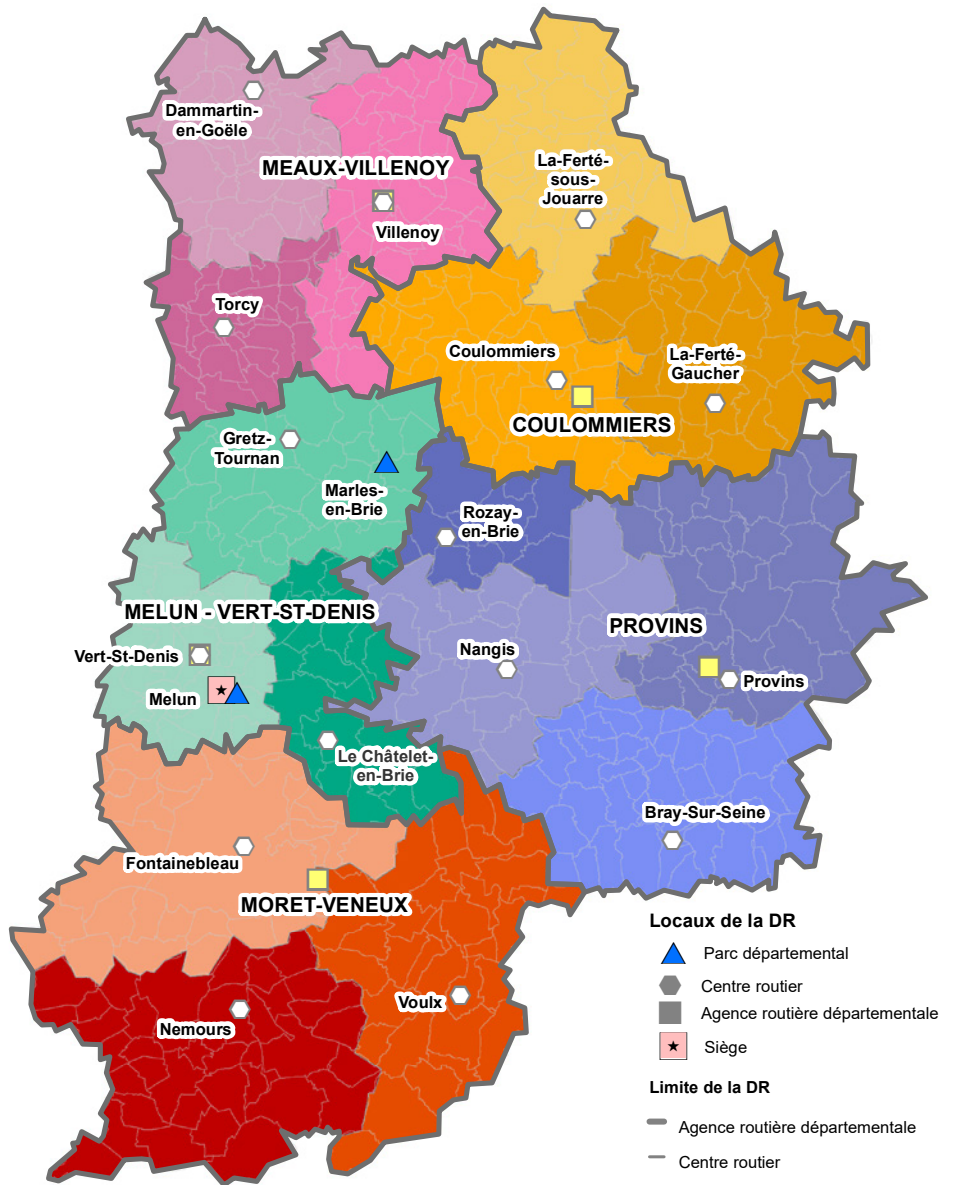 Dammartin-
en-Goële
MEAUX-VILLENOY
Villenoy
La-Ferté-
sous-
Jouarre
Torcy
Coulommiers
La-Ferté-
Gaucher
COULOMMIERS
Gretz-
Tournan
Marles-
en-Brie
Rozay-
en-Brie
MELUN - VERT-ST-DENIS
PROVINS
Vert-St-Denis
Nangis
Melun
Provins
Le Châtelet-
en-Brie
Bray-Sur-Seine
Fontainebleau
MORET-VENEUX
Voulx
Nemours
Locaux de la DR
Parc départemental
Centre routier
Agence routière départementale
Siège
Limite de la DR
Agence routière départementale
Centre routier